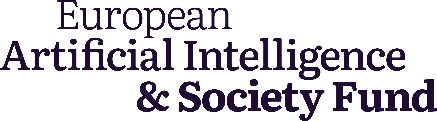 European
Artificial Intelligence
& Society Fund